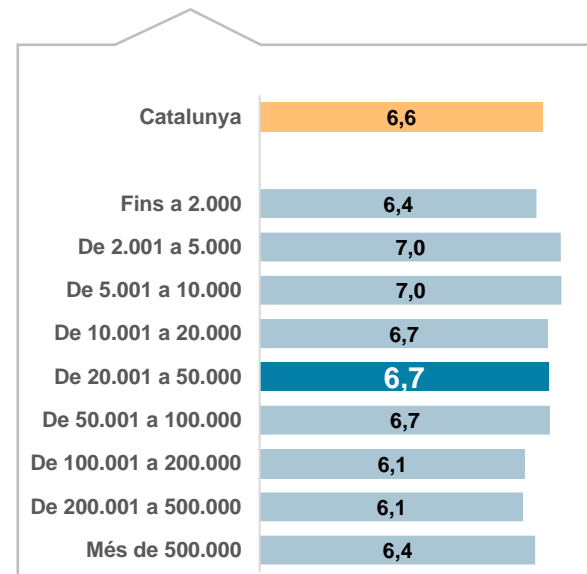 Catalunya 6,6
Fins a 2.000 6,4
De 2.001 a 5.000 7,0
De 5.001 a 10.000 7,0
De 10.001 a 20.000 6,7
De 20.001 a 50.000 6,7
De 50.001 a 100.000 6,7
De 100.001 a 200.000 6,1
De 200.001 a 500.000 6,1
Més de 500.000 6,4